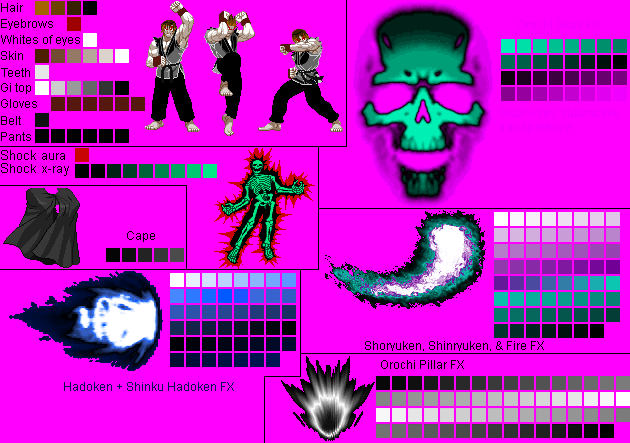 Hair
Eyebrows
Whites of eyes
Skin
Teeth
Gi top
Gloves
Belt
Pants
Shock aura
Shock x-ray
Cape
Shoryuken, Shinryuken, & Fire FX
Hadoken + Shinku Hadoken FX
Orochi Pillar FX